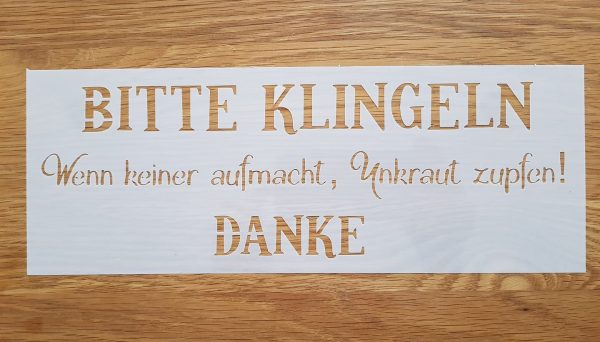 BITTE KLINGELN
Wenn keiner aufmacht, Unkraut zupfen!
DANKE